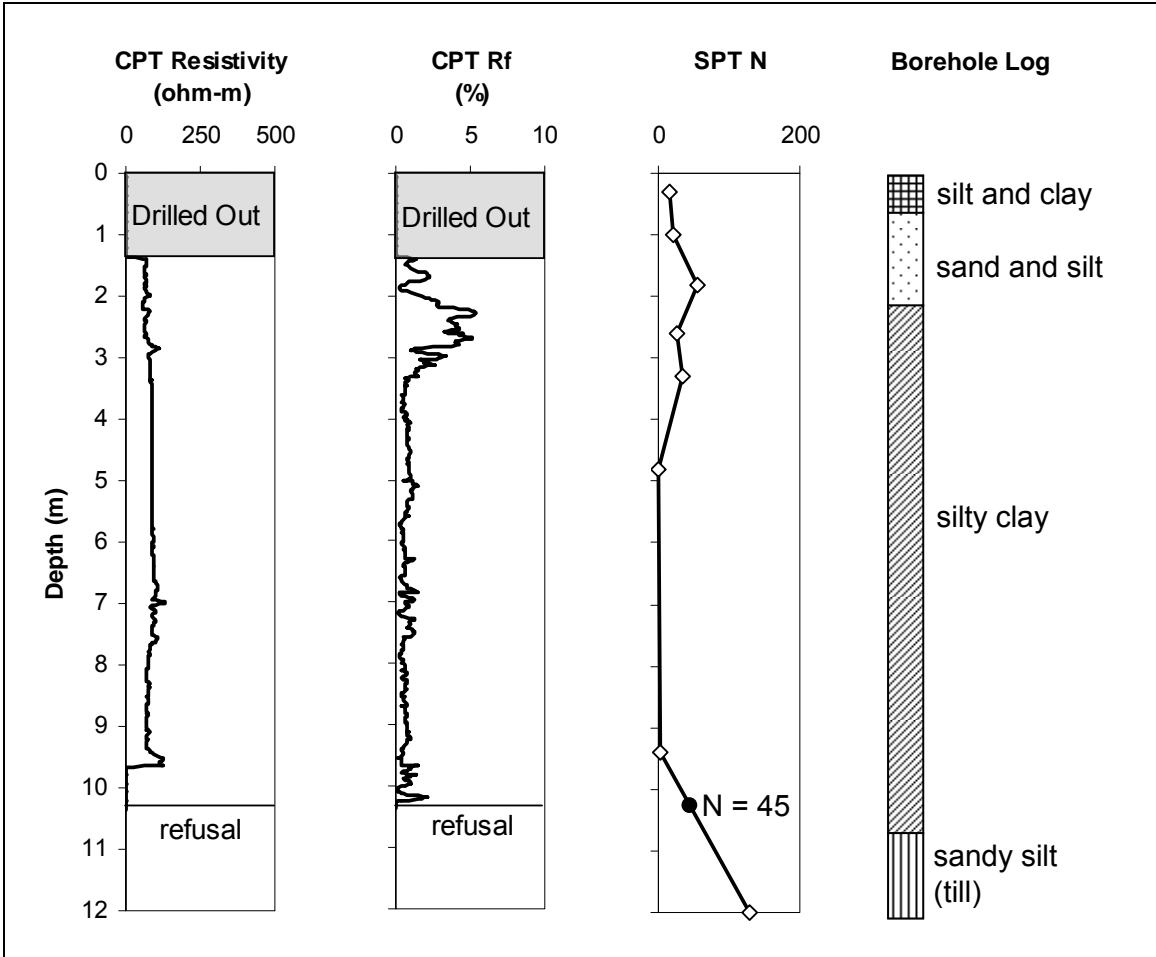 CPT Resistivity
(ohm-m)
CPT Rf
(%)
SPT N
Borehole Log
0 250 500
0 5 10
0 200
Depth (m)
0
1
2
3
4
5
6
7
8
9
10
11
12
Drilled Out
Drilled Out
silt and clay
sand and silt
silty clay
N = 45
refusal
refusal
sandy silt
(till)